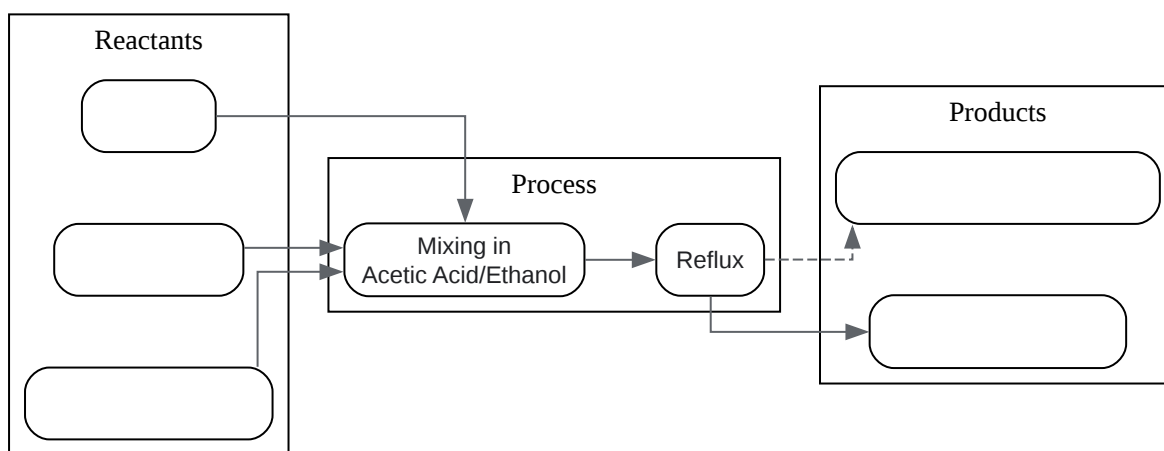 Reactants
Products
Process
Mixing in
Acetic Acid/Ethanol
Reflux